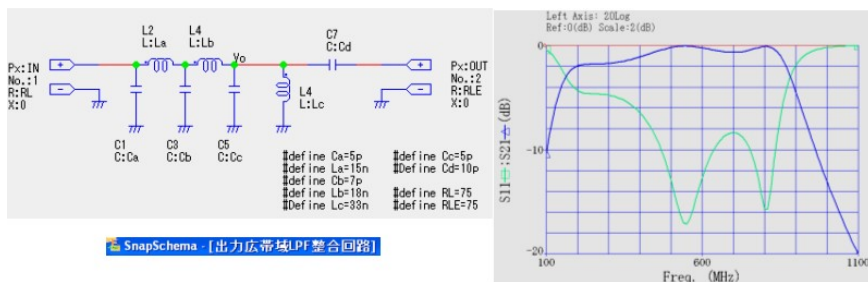 L2
L:La
L4
L:Lb
C7
C:Cd
Yo
Px:IN
No.:1
R:RL
X:0
Px:OUT
No.:2
R:RLE
X:0
L4
L:Lc
C1
C:Ca
C3
C:Cb
C5
C:Cc
#define Ca=5p
#define La=15n
#define Cb=7p
#define Lb=18n
#Define Lc=33n
#define Cc=5p
#Define Cd=10p
#define RL=75
#define RLE=75
SnapSchema - [出力広帯域LPF整合回路]
Left Axis: 20Log
Ref:0(dB) Scale:2(dB)
0
-10
-20
S11 :S21 (dB)
100
600
1100
Freq. (MHz)